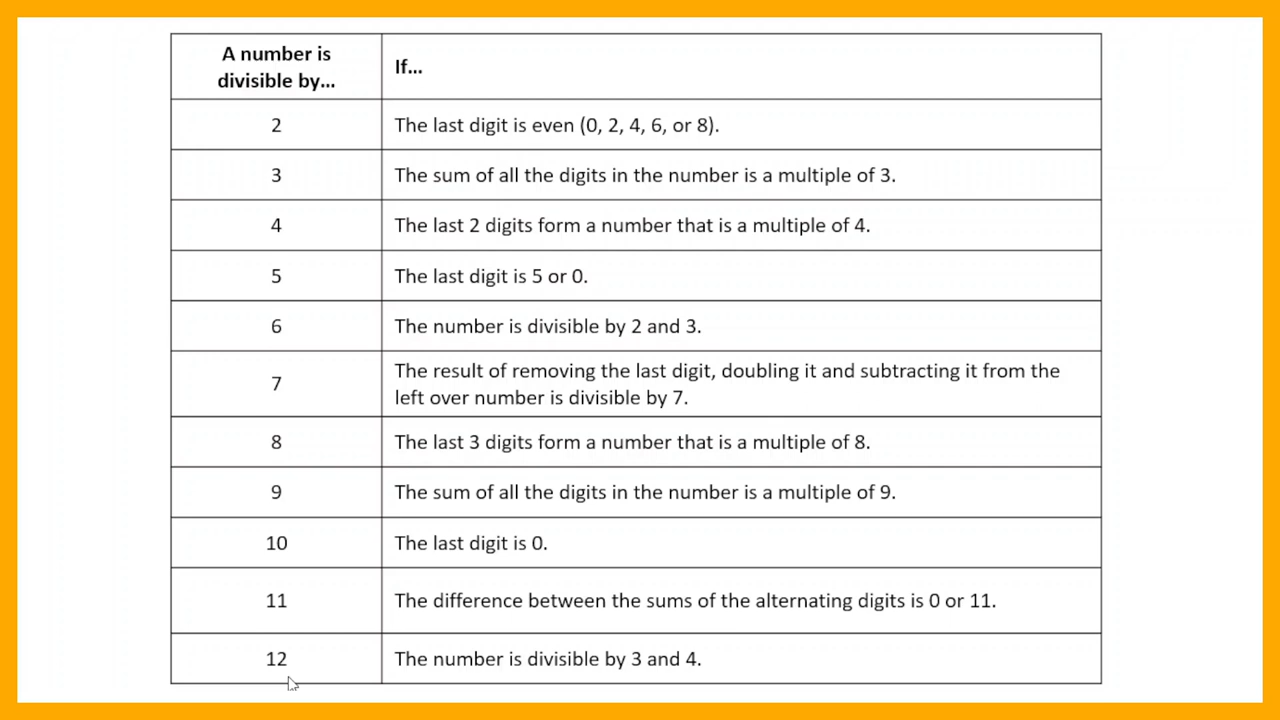 A number is
divisible by...
If...
2
The last digit is even (0, 2, 4, 6, or 8).
3
The sum of all the digits in the number is a multiple of 3.
4
The last 2 digits form a number that is a multiple of 4.
5
The last digit is 5 or 0.
6
The number is divisible by 2 and 3.
7
The result of removing the last digit, doubling it and subtracting it from the
left over number is divisible by 7.
8
The last 3 digits form a number that is a multiple of 8.
9
The sum of all the digits in the number is a multiple of 9.
10
The last digit is 0.
11
The difference between the sums of the alternating digits is 0 or 11.
12
The number is divisible by 3 and 4.